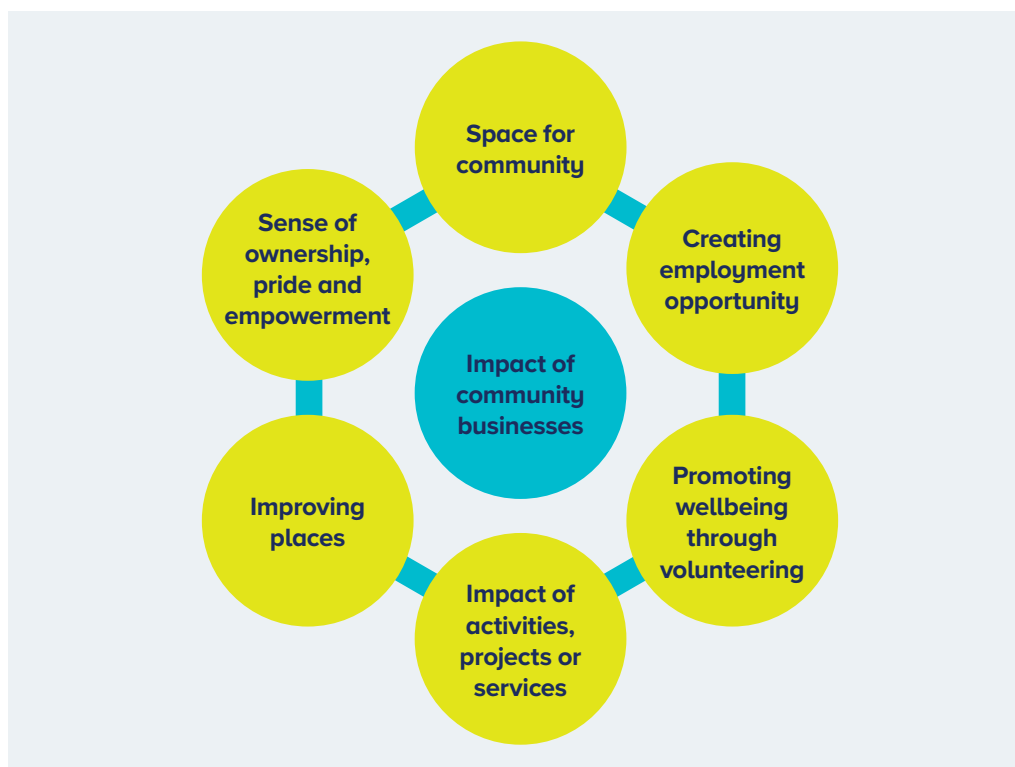 Space for
community
Sense of
ownership,
pride and
empowerment
Creating
employment
opportunity
Impact of
community
businesses
Improving
places
Promoting
wellbeing
through
volunteering
Impact of
activities,
projects or
services